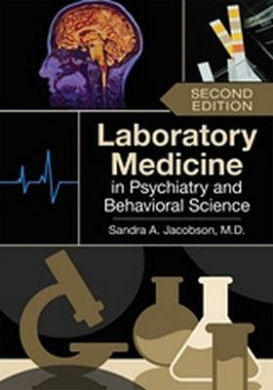 SECOND
EDITION
Laboratory
Medicine
in Psychiatry and
Behavioral Science
Sandra A. Jacobson, M.D.